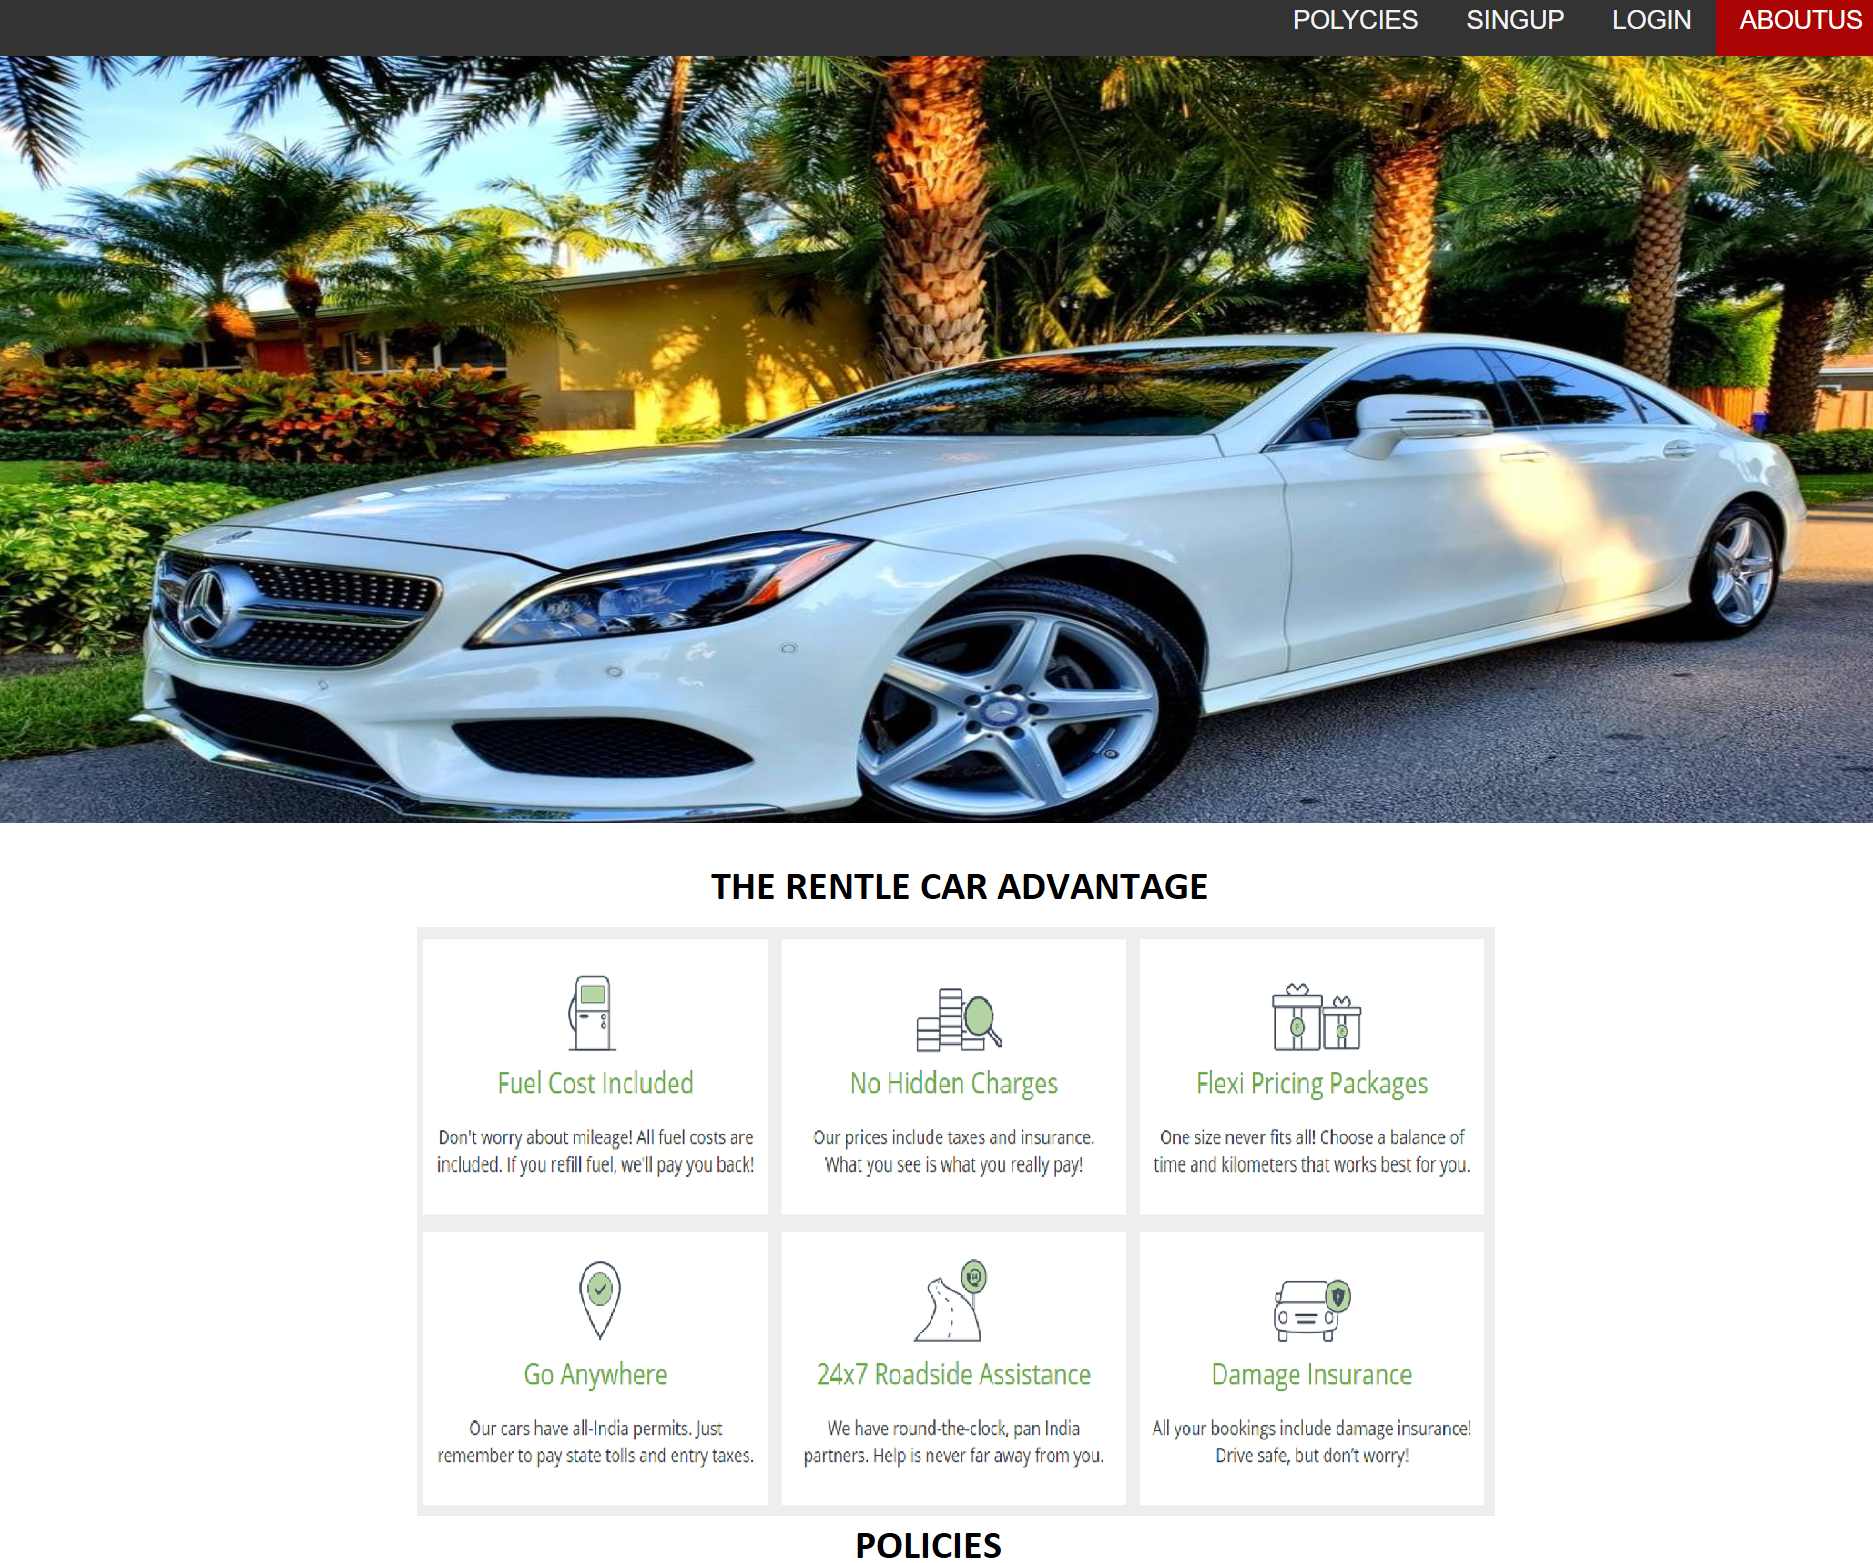 POLYCIES SINGUP LOGIN ABOUTUS
THE RENTLE CAR ADVANTAGE
Fuel Cost Included
Don't worry about mileage! All fuel costs are
included. If you refill fuel, we'll pay you back!
No Hidden Charges
Our prices include taxes and insurance.
What you see is what you really pay!
Flexi Pricing Packages
One size never fits all! Choose a balance of
time and kilometers that works best for you.
Go Anywhere
Our cars have all-India permits. Just
remember to pay state tolls and entry taxes.
24x7 Roadside Assistance
We have round-the-clock, pan India
partners. Help is never far away from you.
Damage Insurance
All your bookings include damage insurance!
Drive safe, but don't worry!
POLICIES